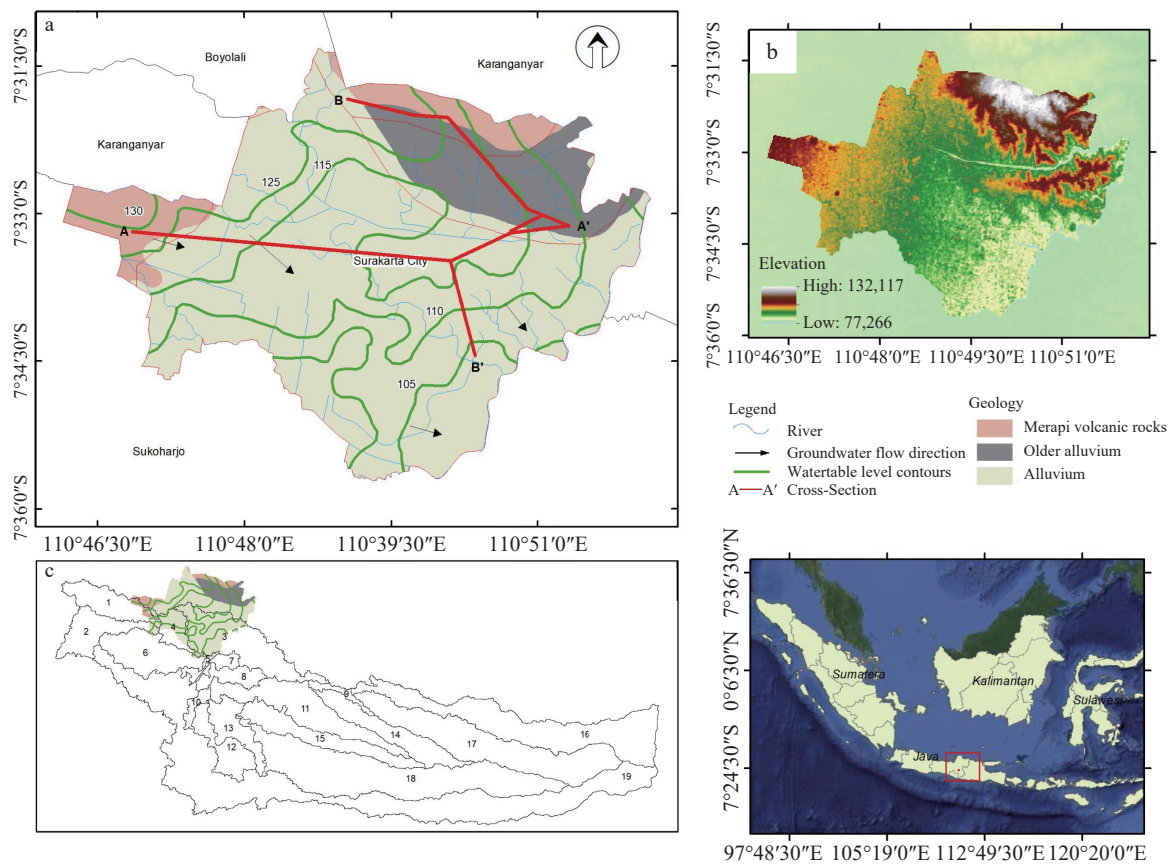 a
Boyolali
Karanganyar
B
Karanganyar
115
125
130
A
A′
Surakarta City
110
B'
105
Sukoharjo
7°31′30″S
7°33′0″S
7°34′30″S
7°36′0″S
110°46′30″E
110°48′0″E
110°39′30″E
110°51′0″E
b
Elevation
High: 132,117
Low: 77,266
7°31′30″S
7°33′0″S
7°34′30″S
7°36′0″S
110°46′30″E
110°48′0″E
110°49′30″E
110°51′0″E
Legend
River
Groundwater flow direction
Watertable level contours
A
A′
Cross-Section
Geology
Merapi volcanic rocks
Older alluvium
Alluvium
c
1
2
4
3
6
5
7
8
9
10
11
13
14
15
12
16
17
18
19
7°36′30″N
0°6′30″S
7°24′30″S
Sumatera
Kalimantan
Sulawesi
Java
97°48′30″E
105°19′0″E
112°49′30″E
120°20′0″E